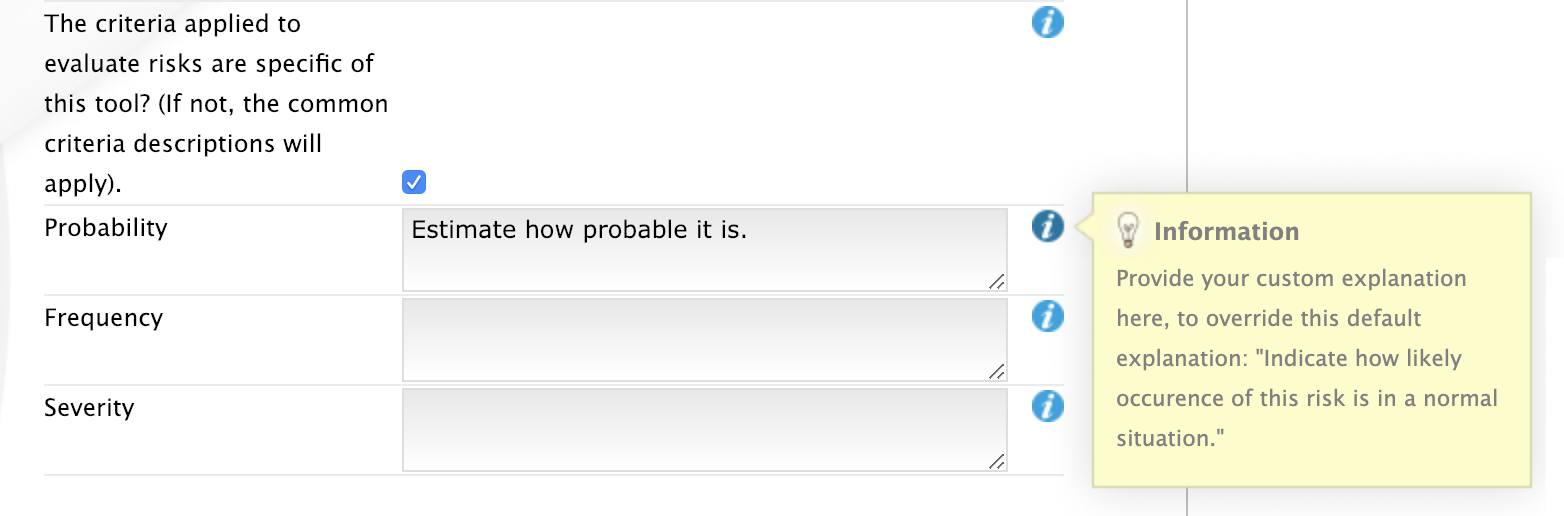 The criteria applied to
evaluate risks are specific of
this tool? (If not, the common
criteria descriptions will
apply).
Probability
Estimate how probable it is.
Information
Provide your custom explanation
here, to override this default
explanation: "Indicate how likely
occurence of this risk is in a normal
situation."
Frequency
Severity